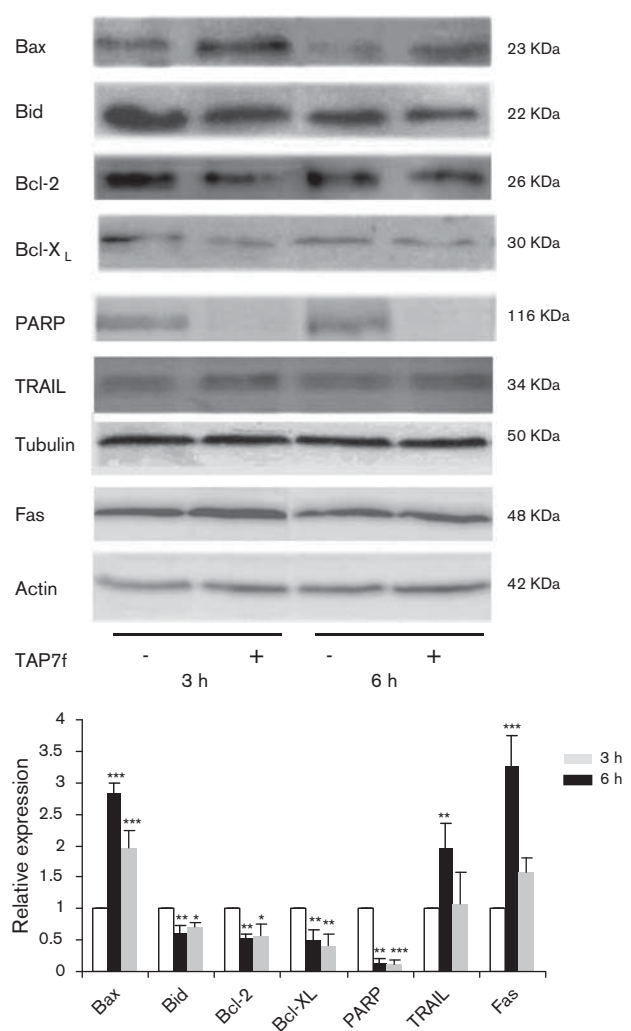 Bax 23 KDa
Bid 22 KDa
Bcl-2 26 KDa
Bcl-X L 30 KDa
PARP 116 KDa
TRAIL 34 KDa
Tubulin 50 KDa
Fas 48 KDa
Actin 42 KDa
TAP7f - + - +
3 h 6 h
Relative expression
4
3.5
3
2.5
2
1.5
1
0.5
0
*** *** ** * ** * ** ** ** *** ** ***
3 h
6 h
Bax Bid Bcl-2 Bcl-XL PARP TRAIL Fas